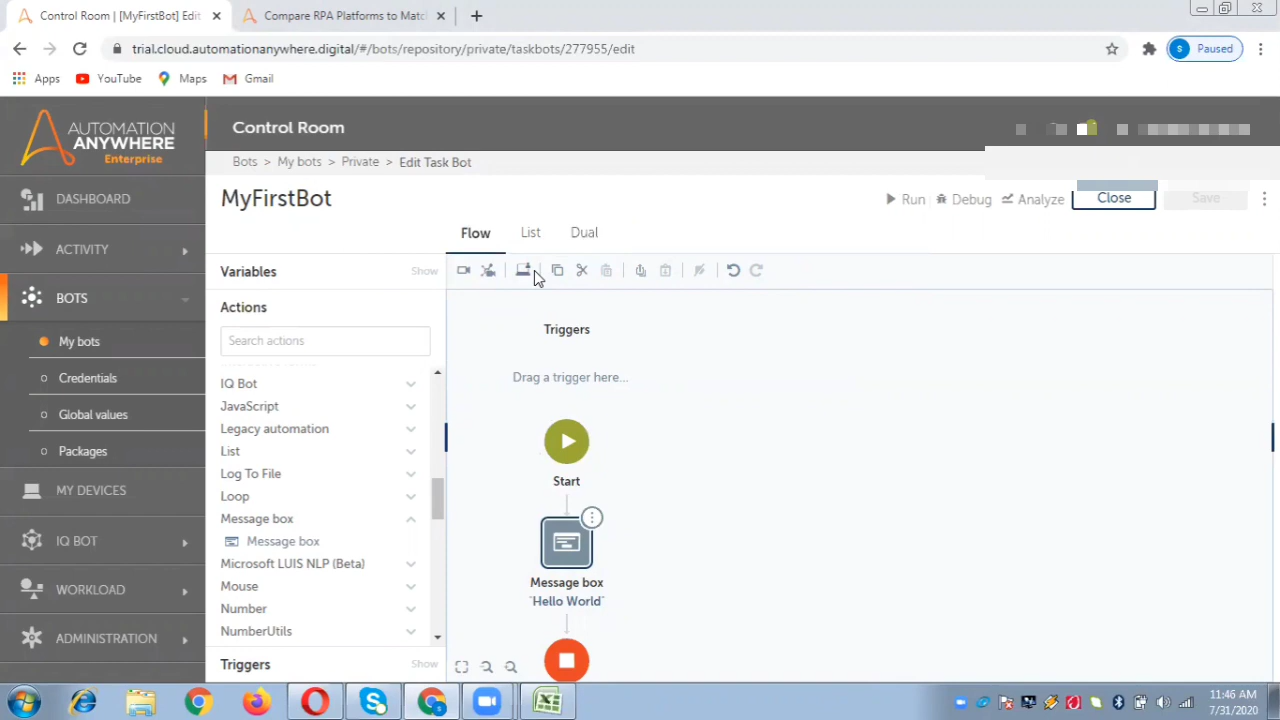 Control Room | [MyFirstBot] Edit
Compare RPA Platforms to Matc
trial.cloud.automationanywhere.digital/#/bots/repository/private/taskbots/277955/edit
S Paused
Apps YouTube Maps Gmail
AUTOMATION
ANYWHERE
Enterprise
Control Room
Bots > My bots > Private > Edit Task Bot
MyFirstBot
Run Debug Analyze Close Save
Flow List Dual
DASHBOARD
ACTIVITY
BOTS
My bots
Credentials
Global values
Packages
MY DEVICES
IQ BOT
WORKLOAD
ADMINISTRATION
Variables Show
Actions
Search actions
IQ Bot
JavaScript
Legacy automation
List
Log To File
Loop
Message box
Message box
Microsoft LUIS NLP (Beta)
Mouse
Number
NumberUtils
Triggers Show
Triggers
Drag a trigger here...
Start
Message box
"Hello World"
11:46 AM
7/31/2020